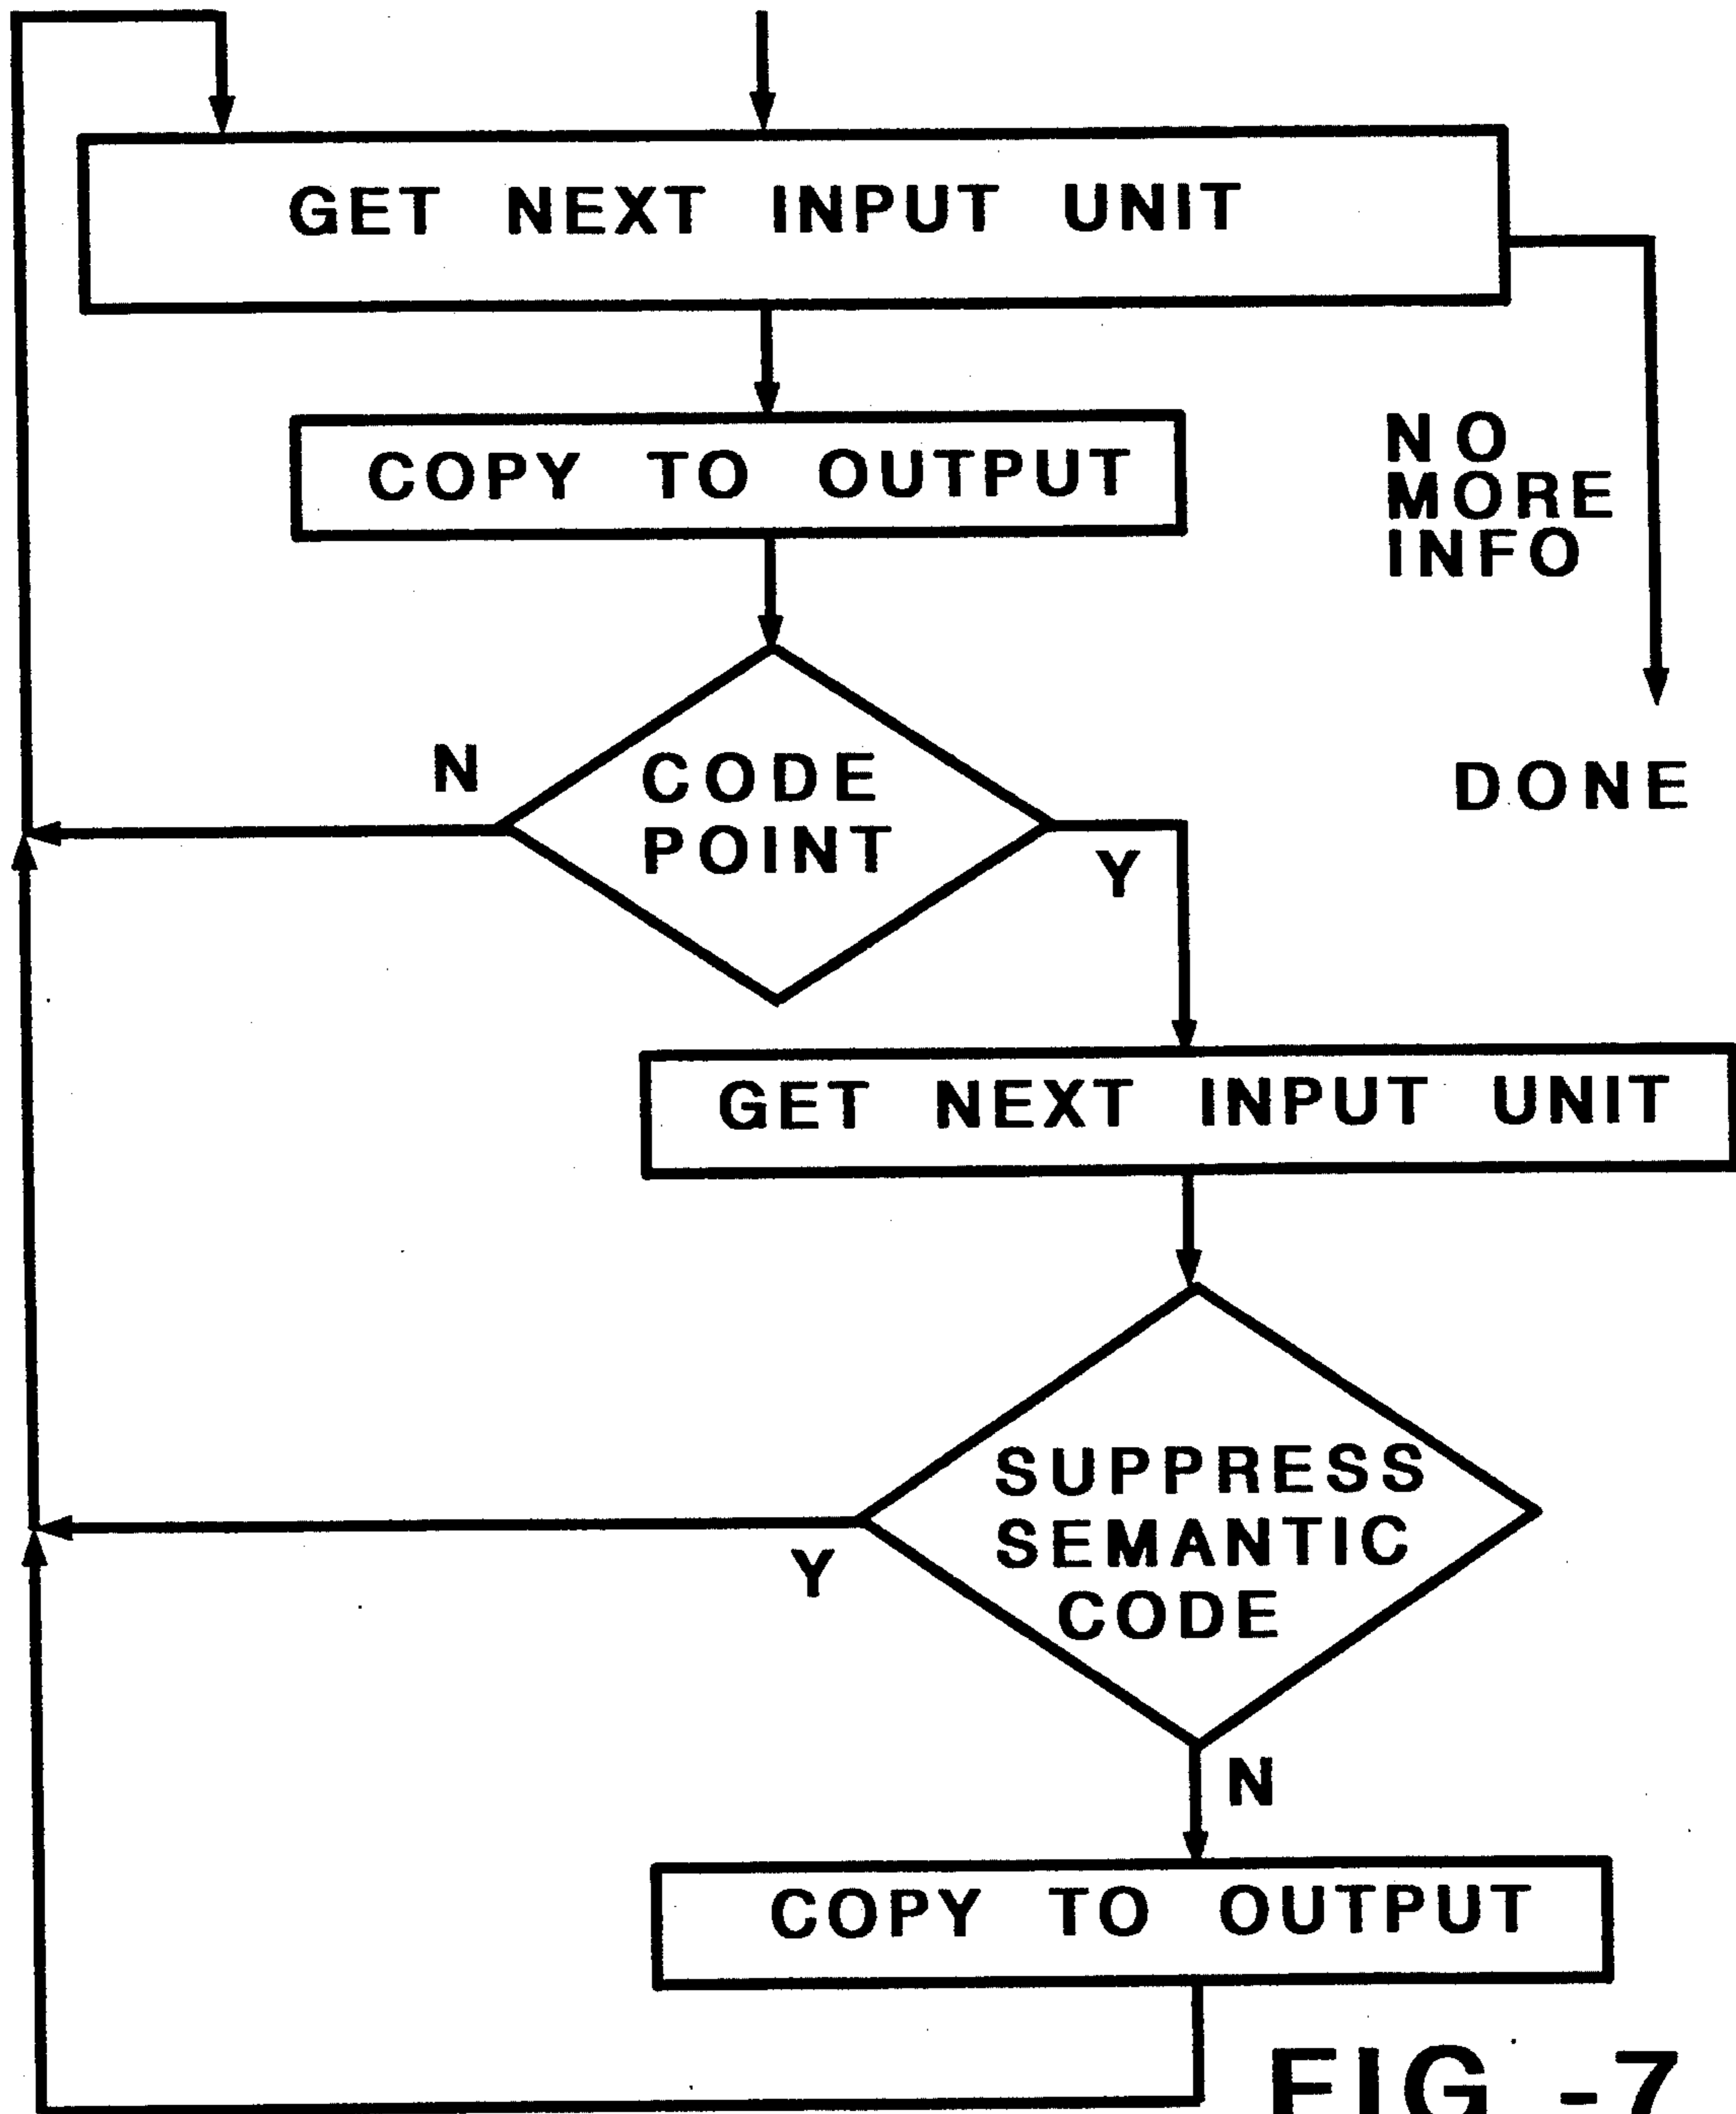 GET NEXT INPUT UNIT
COPY TO OUTPUT
NO
MORE
INFO
N
CODE
POINT
Y
DONE
GET NEXT INPUT UNIT
SUPPRESS
SEMANTIC
CODE
Y
N
COPY TO OUTPUT
FIG -7